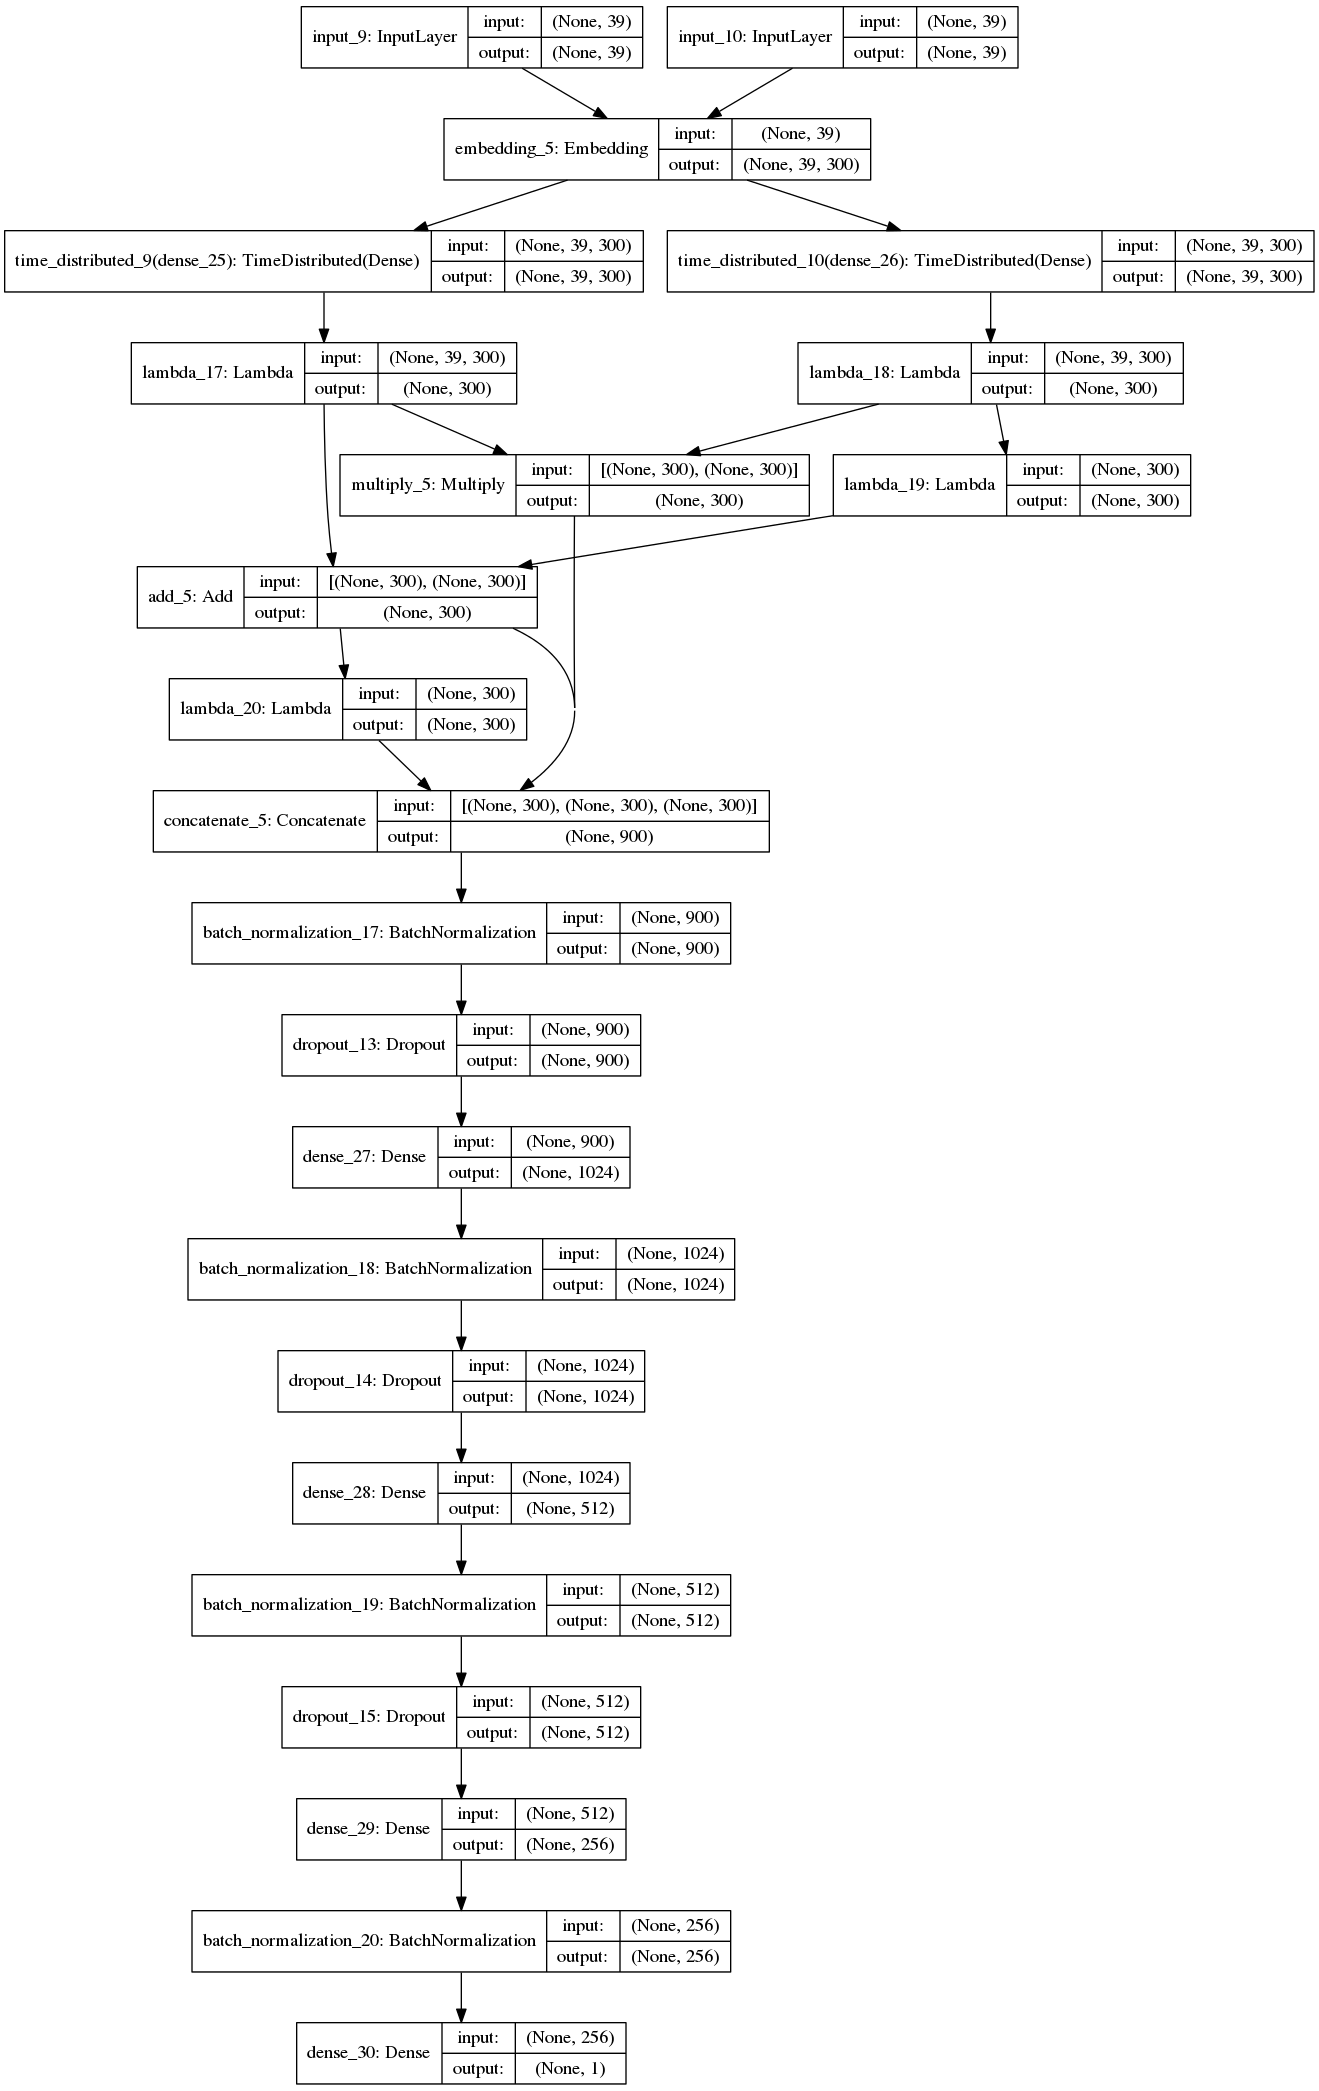 input_9: InputLayer
input: (None, 39)
output: (None, 39)
input_10: InputLayer
input: (None, 39)
output: (None, 39)
embedding_5: Embedding
input: (None, 39)
output: (None, 39, 300)
time_distributed_9(dense_25): TimeDistributed(Dense)
input: (None, 39, 300)
output: (None, 39, 300)
time_distributed_10(dense_26): TimeDistributed(Dense)
input: (None, 39, 300)
output: (None, 39, 300)
lambda_17: Lambda
input: (None, 39, 300)
output: (None, 300)
lambda_18: Lambda
input: (None, 39, 300)
output: (None, 300)
multiply_5: Multiply
input: [(None, 300), (None, 300)]
output: (None, 300)
lambda_19: Lambda
input: (None, 300)
output: (None, 300)
add_5: Add
input: [(None, 300), (None, 300)]
output: (None, 300)
lambda_20: Lambda
input: (None, 300)
output: (None, 300)
concatenate_5: Concatenate
input: [(None, 300), (None, 300), (None, 300)]
output: (None, 900)
batch_normalization_17: BatchNormalization
input: (None, 900)
output: (None, 900)
dropout_13: Dropout
input: (None, 900)
output: (None, 900)
dense_27: Dense
input: (None, 900)
output: (None, 1024)
batch_normalization_18: BatchNormalization
input: (None, 1024)
output: (None, 1024)
dropout_14: Dropout
input: (None, 1024)
output: (None, 1024)
dense_28: Dense
input: (None, 1024)
output: (None, 512)
batch_normalization_19: BatchNormalization
input: (None, 512)
output: (None, 512)
dropout_15: Dropout
input: (None, 512)
output: (None, 512)
dense_29: Dense
input: (None, 512)
output: (None, 256)
batch_normalization_20: BatchNormalization
input: (None, 256)
output: (None, 256)
dense_30: Dense
input: (None, 256)
output: (None, 1)